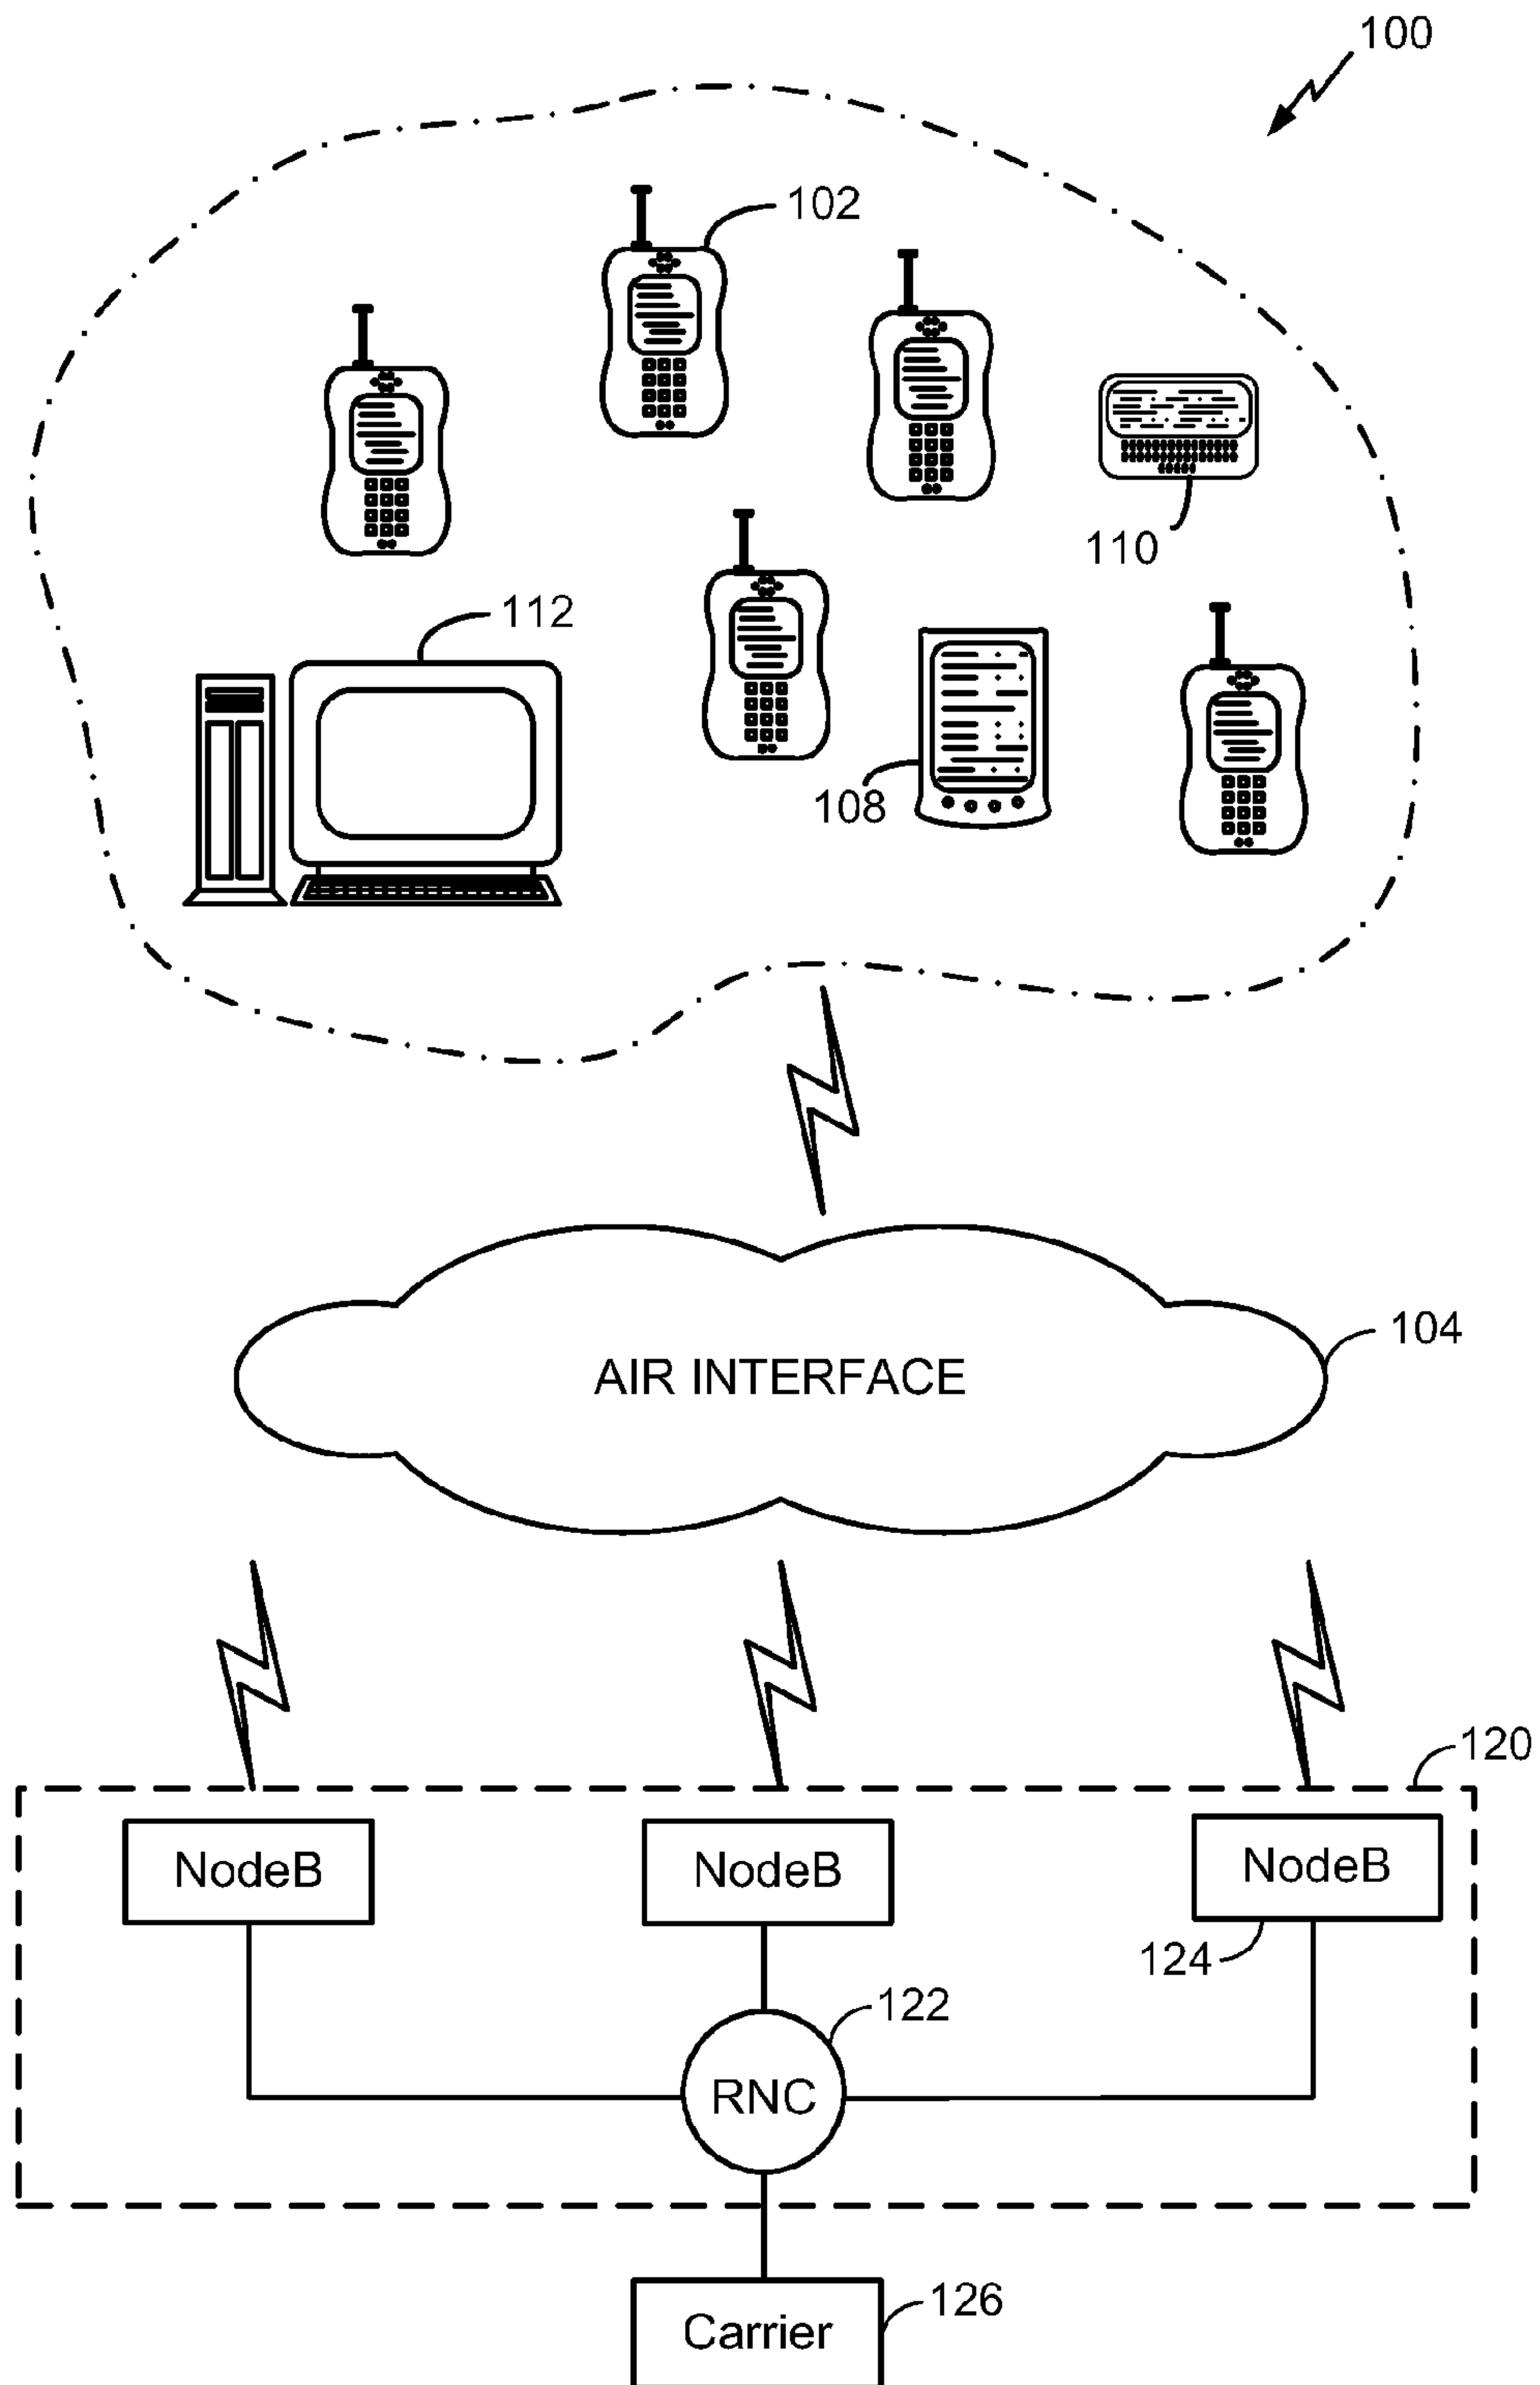 100
102
110
112
108
104
AIR INTERFACE
120
NodeB
NodeB
NodeB
124
122
RNC
126
Carrier